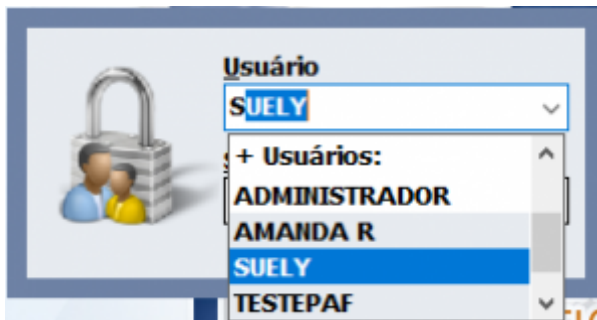 Usuário
SUELY
+ Usuários:
ADMINISTRADOR
AMANDA R
SUELY
TESTEPAF